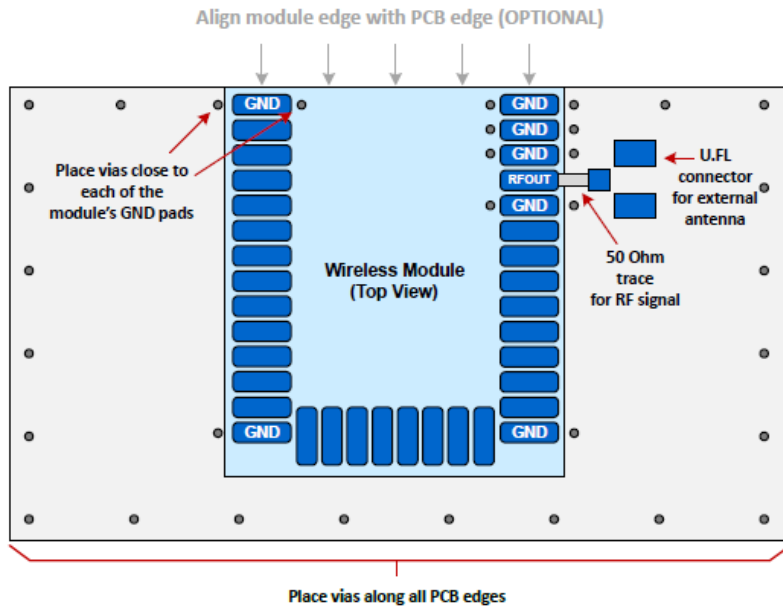 Align module edge with PCB edge (OPTIONAL)
GND
GND
GND
GND
RFOUT
GND
Place vias close to
each of the
module's GND pads
U.FL
connector
for external
antenna
50 Ohm
trace
for RF signal
Wireless Module
(Top View)
GND
GND
Place vias along all PCB edges